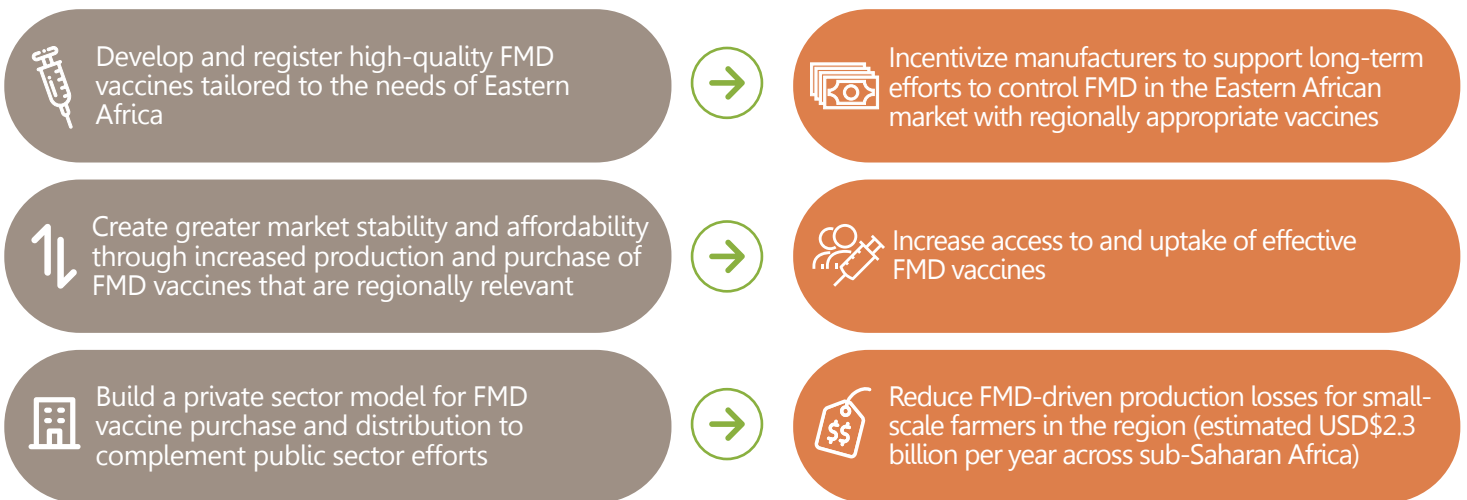 Develop and register high-quality FMD
vaccines tailored to the needs of Eastern
Africa
Incentivize manufacturers to support long-term
efforts to control FMD in the Eastern African
market with regionally appropriate vaccines
Create greater market stability and affordability
through increased production and purchase of
FMD vaccines that are regionally relevant
Increase access to and uptake of effective
FMD vaccines
Build a private sector model for FMD
vaccine purchase and distribution to
complement public sector efforts
$$
Reduce FMD-driven production losses for small-
scale farmers in the region (estimated USD$2.3
billion per year across sub-Saharan Africa)